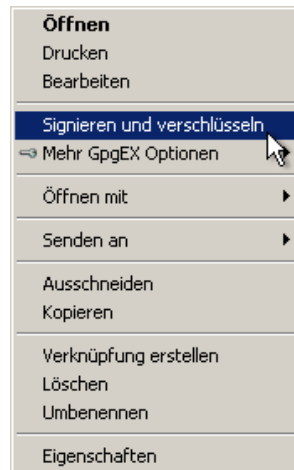 Öffnen
Drucken
Bearbeiten
Signieren und verschlüsseln
Mehr GpgEX Optionen
Öffnen mit
Senden an
Ausschneiden
Kopieren
Verknüpfung erstellen
Löschen
Umbenennen
Eigenschaften